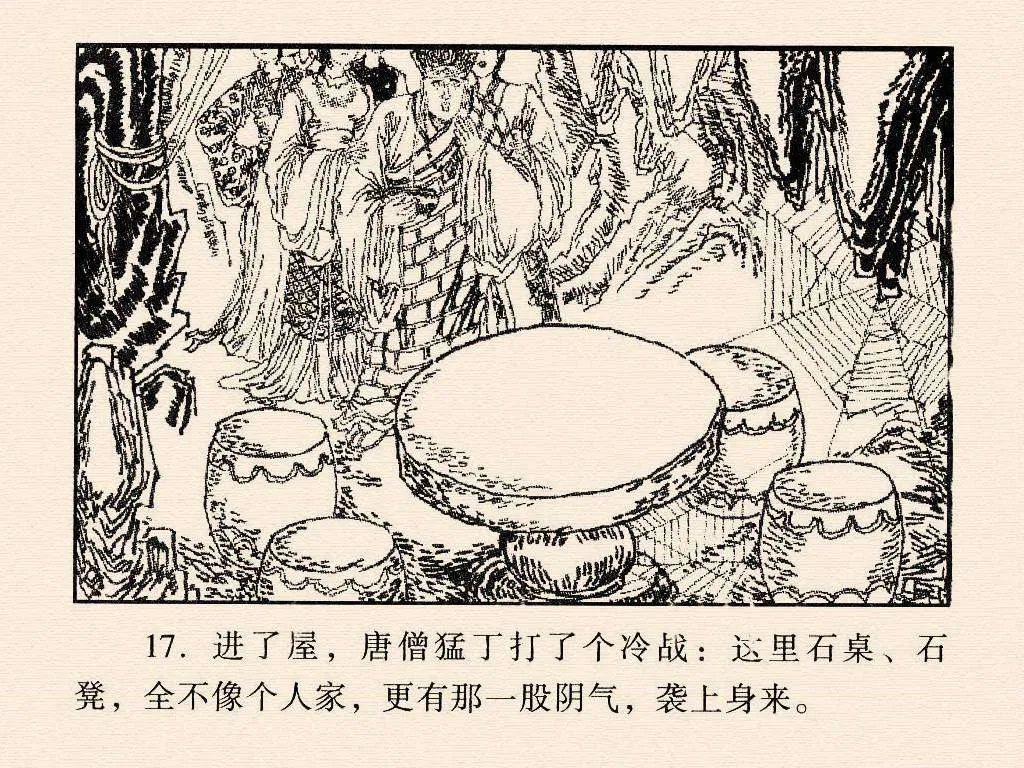 17. 进了屋，唐僧猛丁打了个冷战：这里石桌、石
凳，全不像个人家，更有那一股阴气，袭上身来。